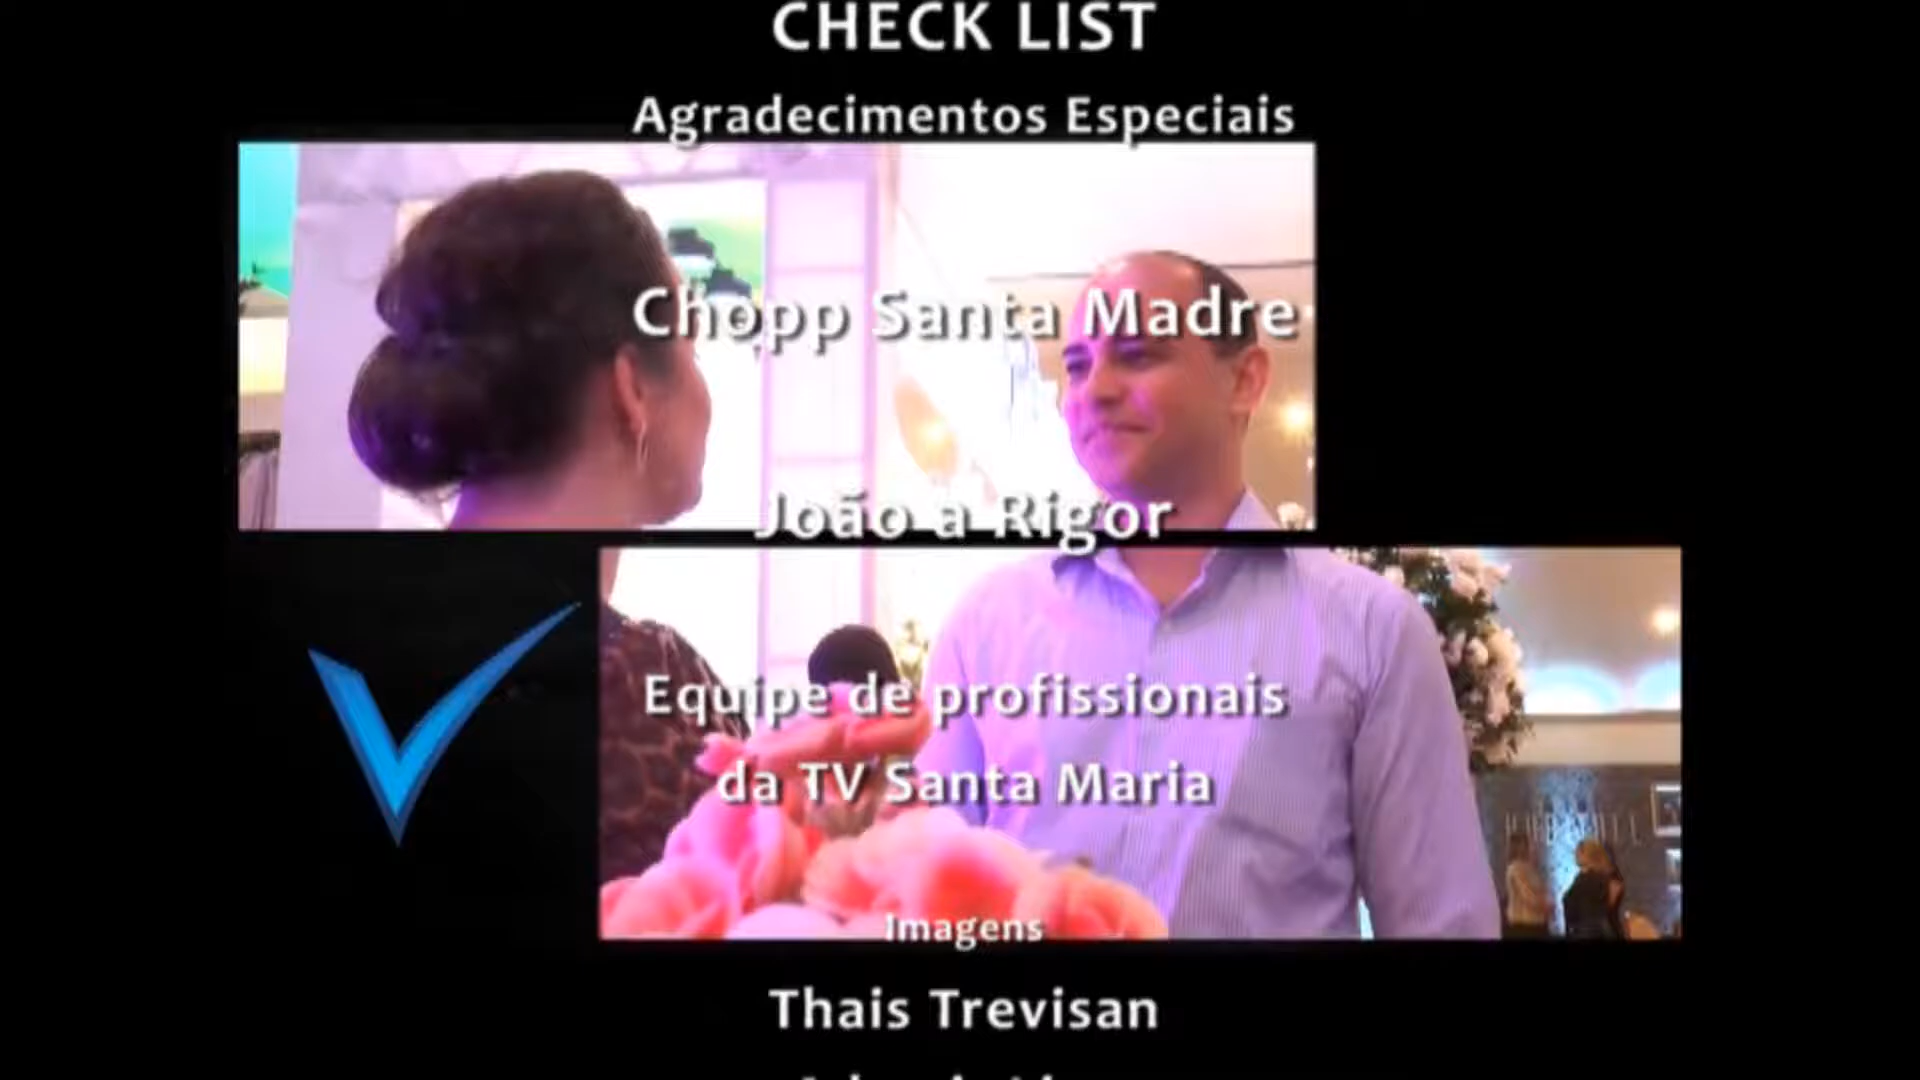 CHECK LIST
Agradecimentos Especiais
Chopp Santa Madre
João a Rigor
Equipe de profissionais
da TV Santa Maria
Imagens
Thais Trevisan